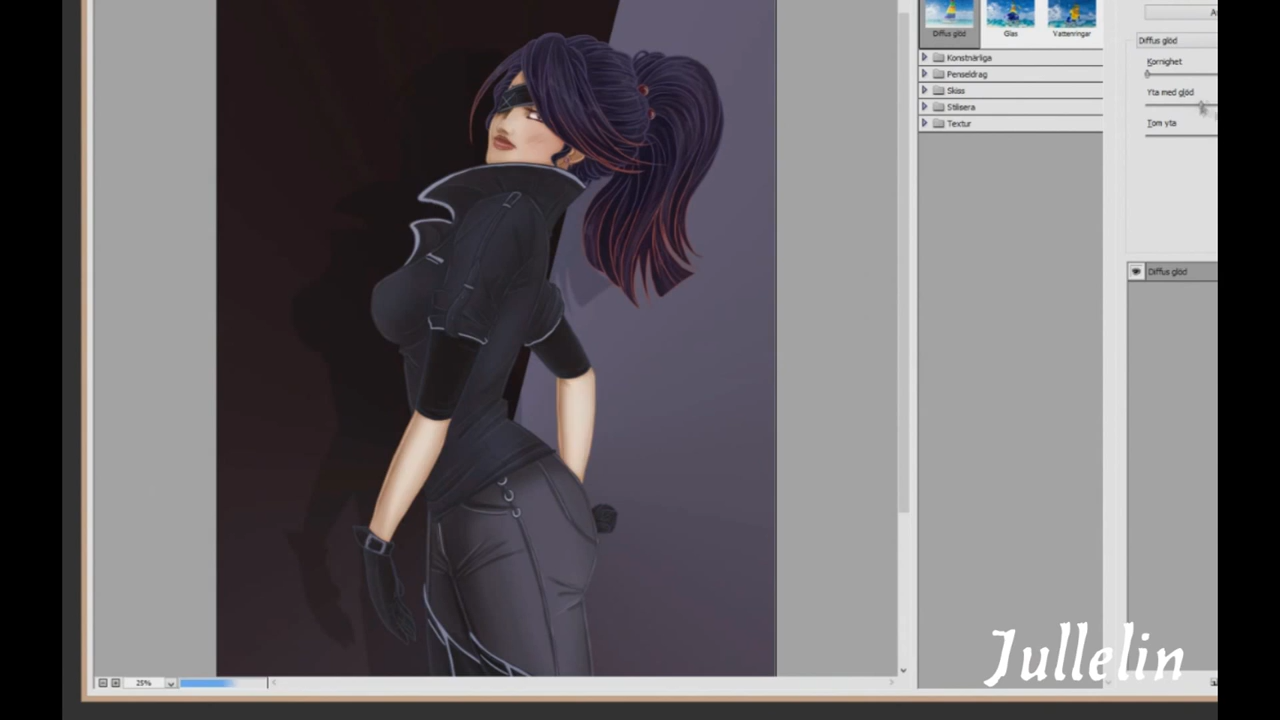 Diffus glöd
Glas
Vattenringar
Konstnärliga
Penseldrag
Skiss
Stilisera
Textur
A
Diffus glöd
Kornighet
Yta med glöd
Tom yta
Diffus glöd
25%
Jullelin